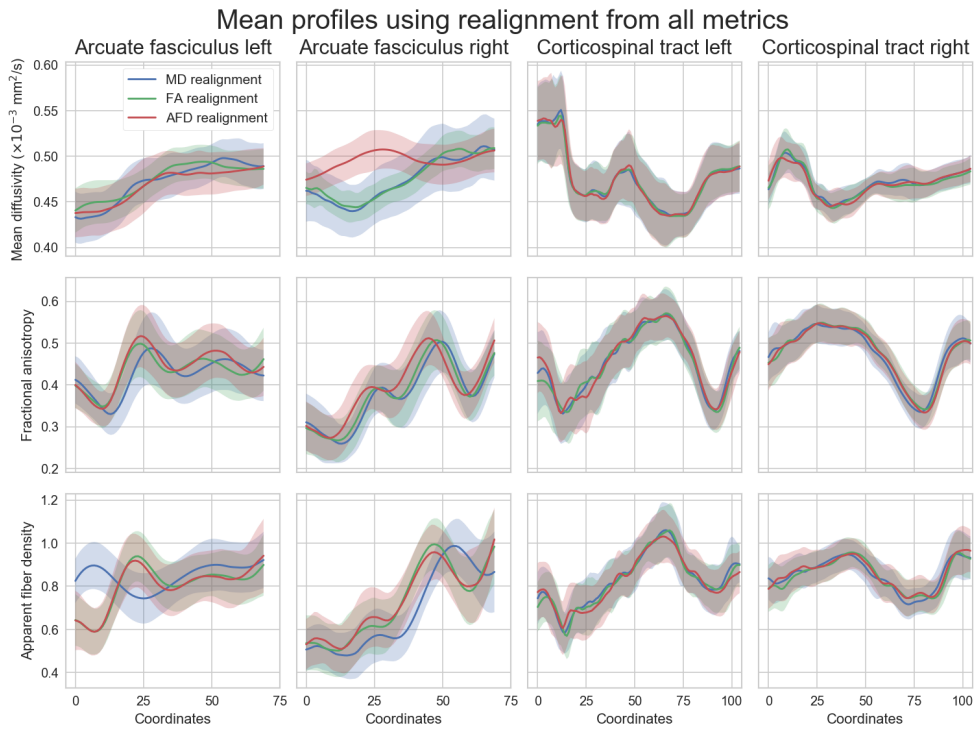 Mean profiles using realignment from all metrics
Arcuate fasciculus left
Arcuate fasciculus right
Corticospinal tract left
Corticospinal tract right
Mean diffusivity (×10⁻³ mm²/s)
0.60
0.55
0.50
0.45
0.40
MD realignment
FA realignment
AFD realignment
Fractional anisotropy
0.6
0.5
0.4
0.3
0.2
Apparent fiber density
1.2
1.0
0.8
0.6
0.4
0 25 50 75
Coordinates
0 25 50 75
Coordinates
0 25 50 75 100
Coordinates
0 25 50 75 100
Coordinates